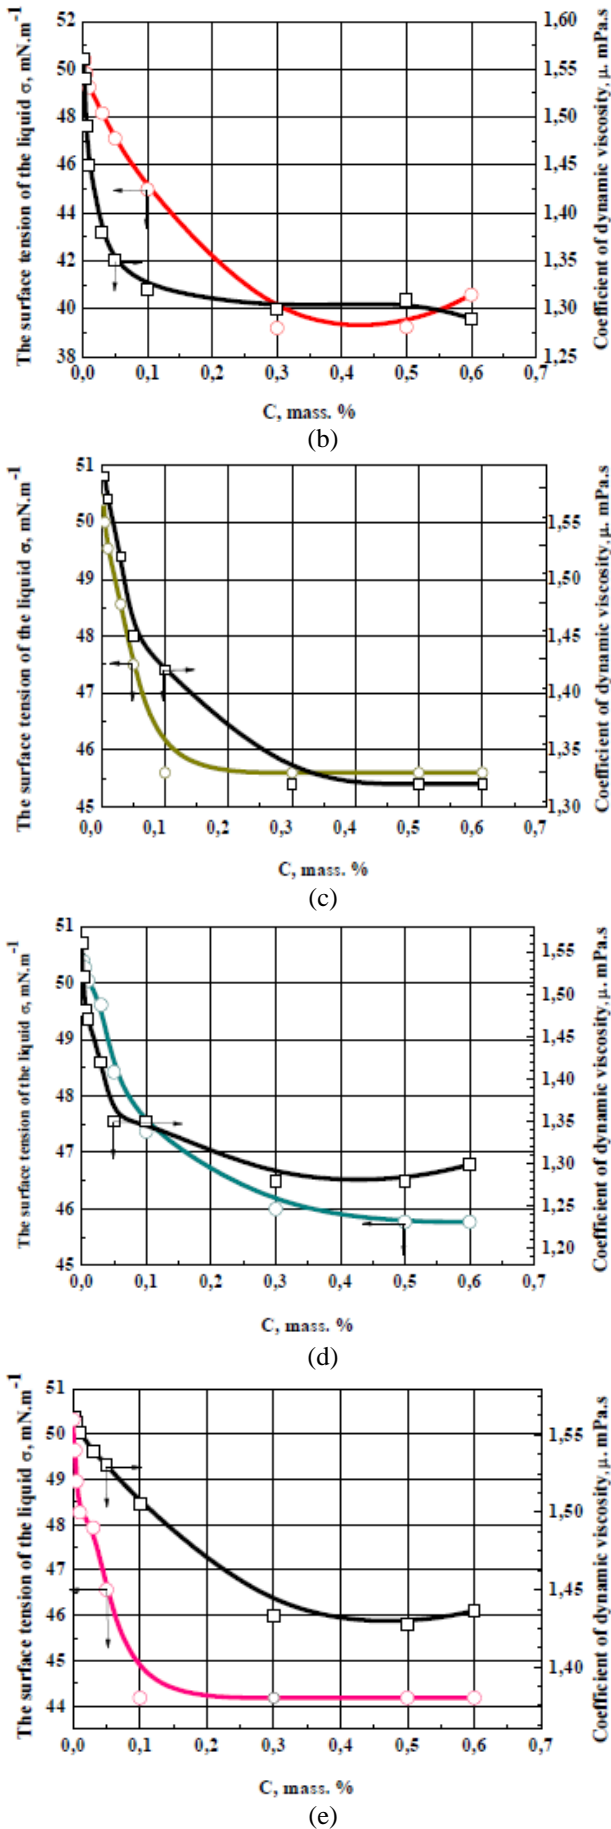 The surface tension of the liquid σ, mN.m-1
52
50
48
46
44
42
40
38
1,60
1,55
1,50
1,45
1,40
1,35
1,30
1,25
Coefficient of dynamic viscosity, μ. mPa.s
0,0 0,1 0,2 0,3 0,4 0,5 0,6 0,7
C, mass. %
(b)
The surface tension of the liquid σ, mN.m-1
51
50
49
48
47
46
45
1,55
1,50
1,45
1,40
1,35
1,30
Coefficient of dynamic viscosity, μ. mPa.s
0,0 0,1 0,2 0,3 0,4 0,5 0,6 0,7
C, mass. %
(c)
The surface tension of the liquid σ, mN.m-1
51
50
49
48
47
46
45
1,55
1,50
1,45
1,40
1,35
1,30
1,25
1,20
Coefficient of dynamic viscosity, μ. mPa.s
0,0 0,1 0,2 0,3 0,4 0,5 0,6 0,7
C, mass. %
(d)
The surface tension of the liquid σ, mN.m-1
51
50
49
48
47
46
45
44
1,55
1,50
1,45
1,40
Coefficient of dynamic viscosity, μ. mPa.s
0,0 0,1 0,2 0,3 0,4 0,5 0,6 0,7
C, mass. %
(e)